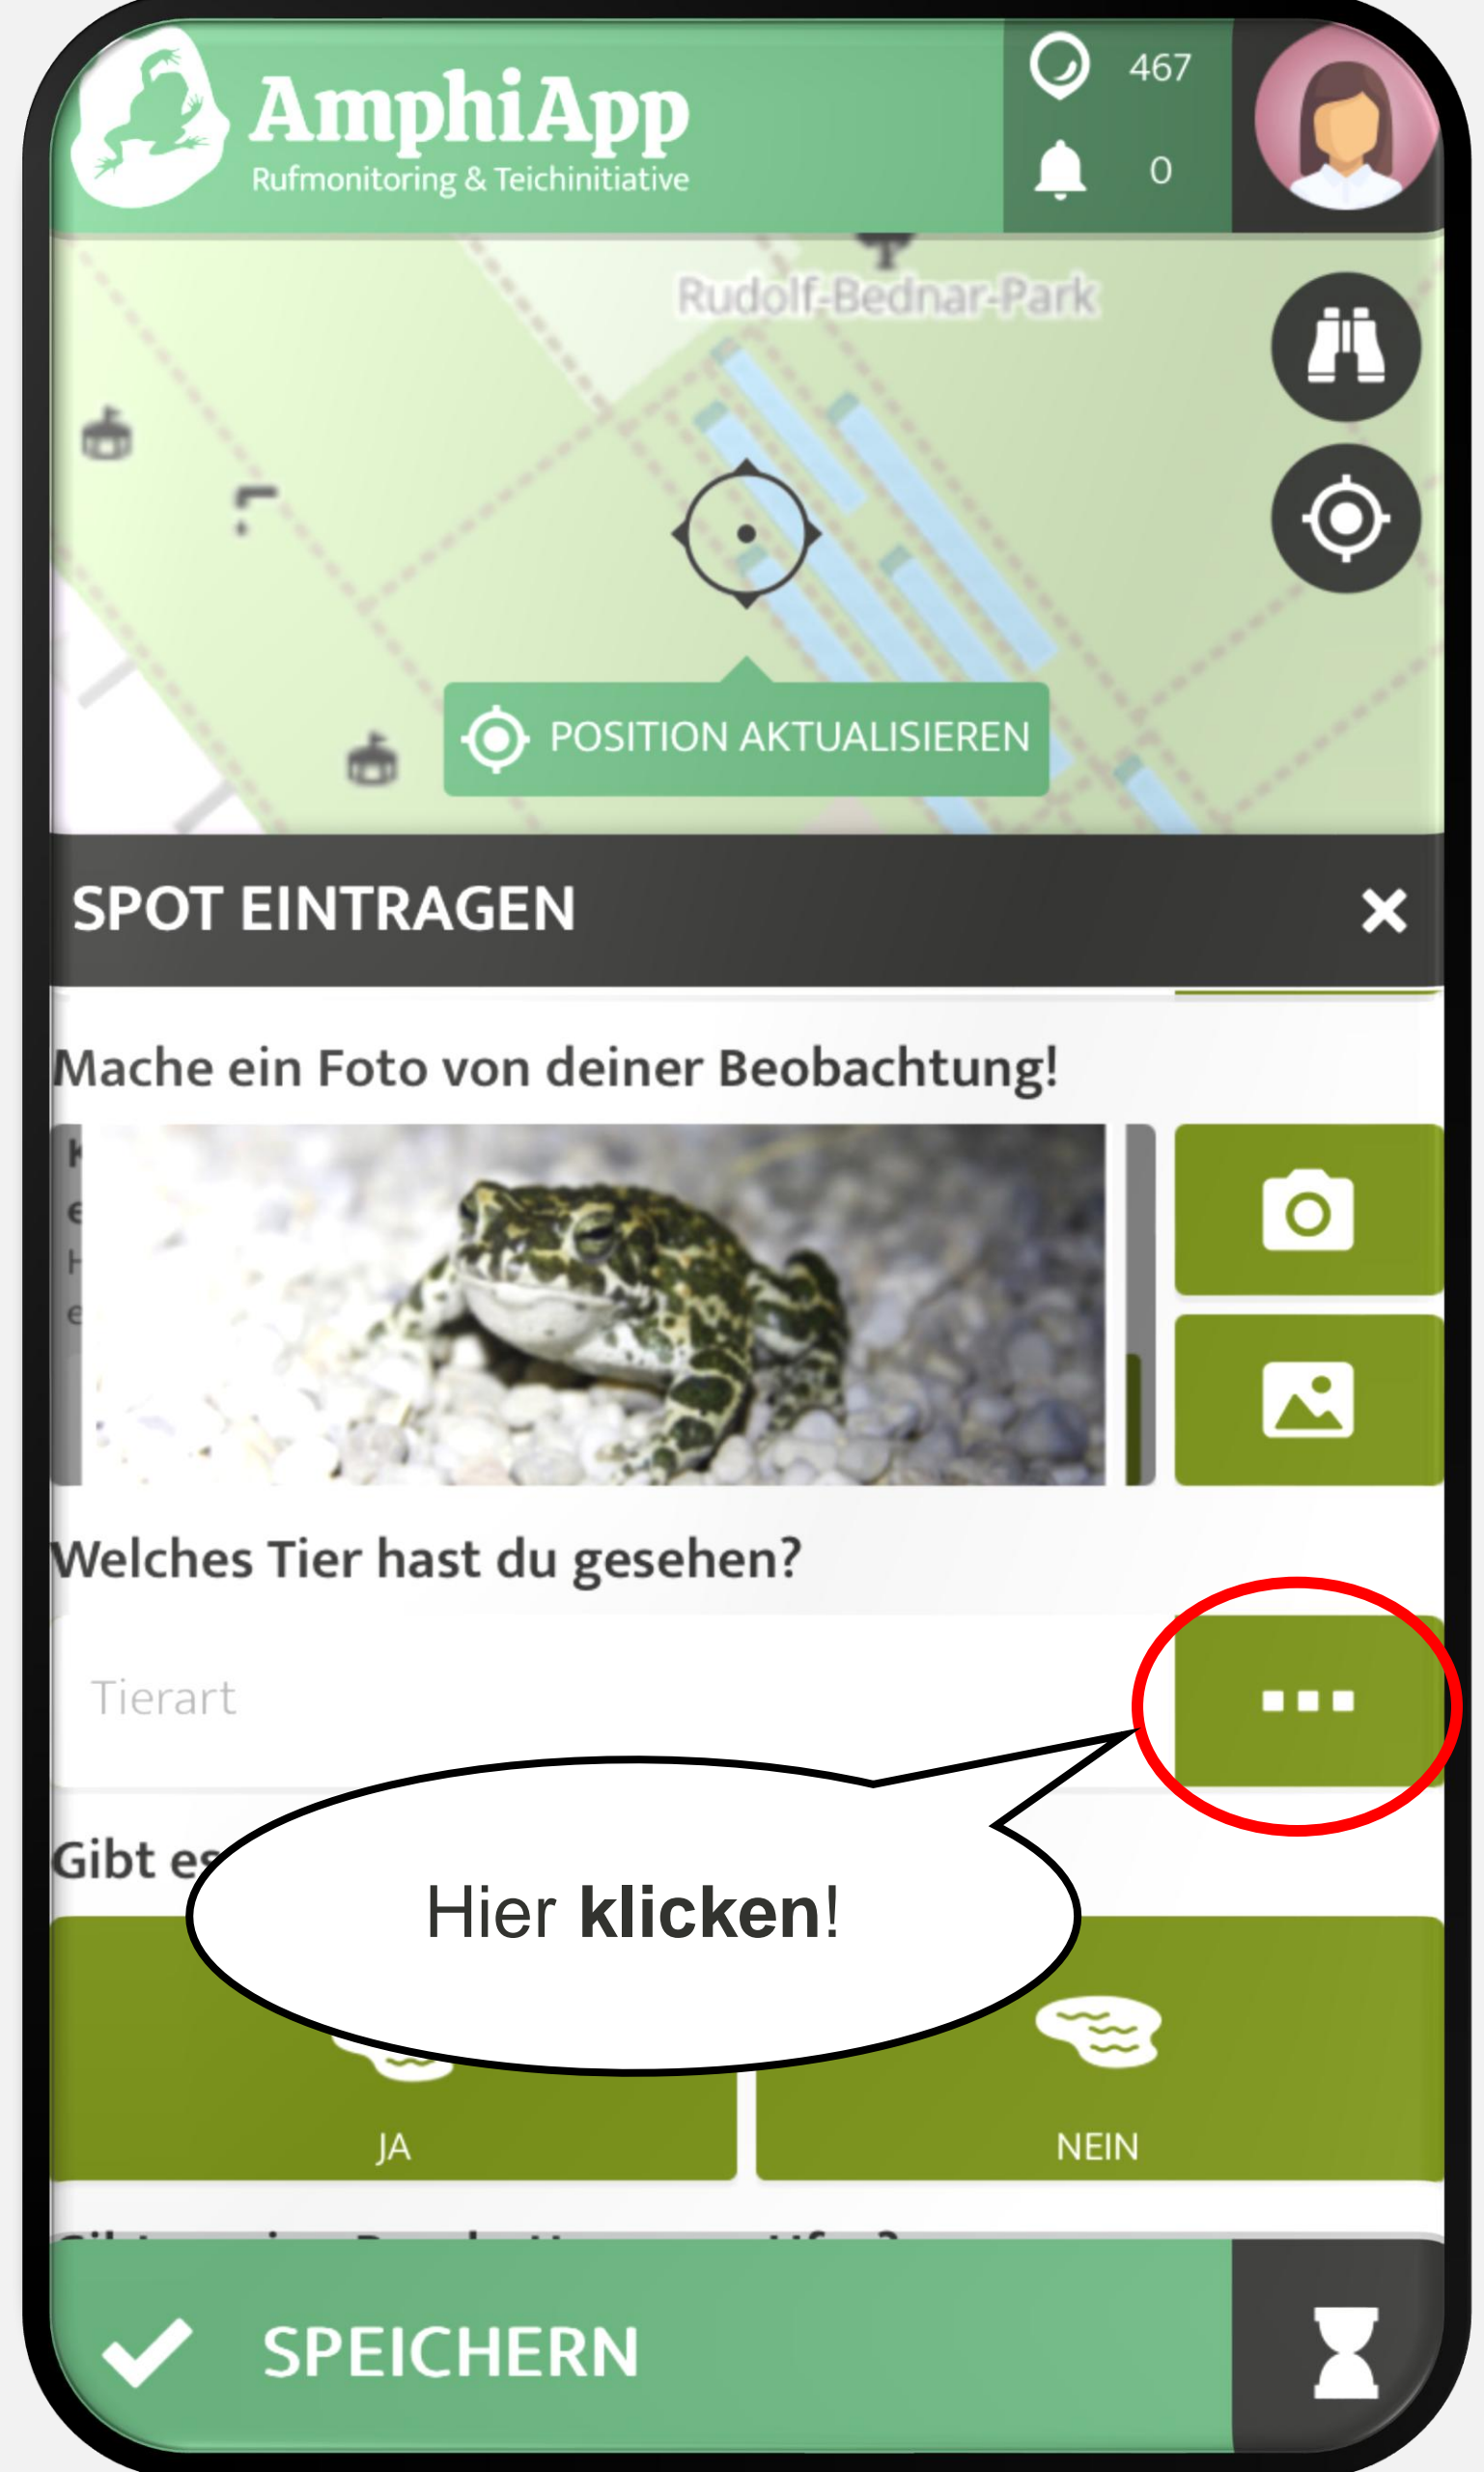 AmphiApp
Rufmonitoring & Teichinitiative
467
0
Rudolf-Bednar-Park
POSITION AKTUALISIEREN
SPOT EINTRAGEN
Mache ein Foto von deiner Beobachtung!
Welches Tier hast du gesehen?
Tierart
Gibt es
Hier klicken!
JA
NEIN
SPEICHERN